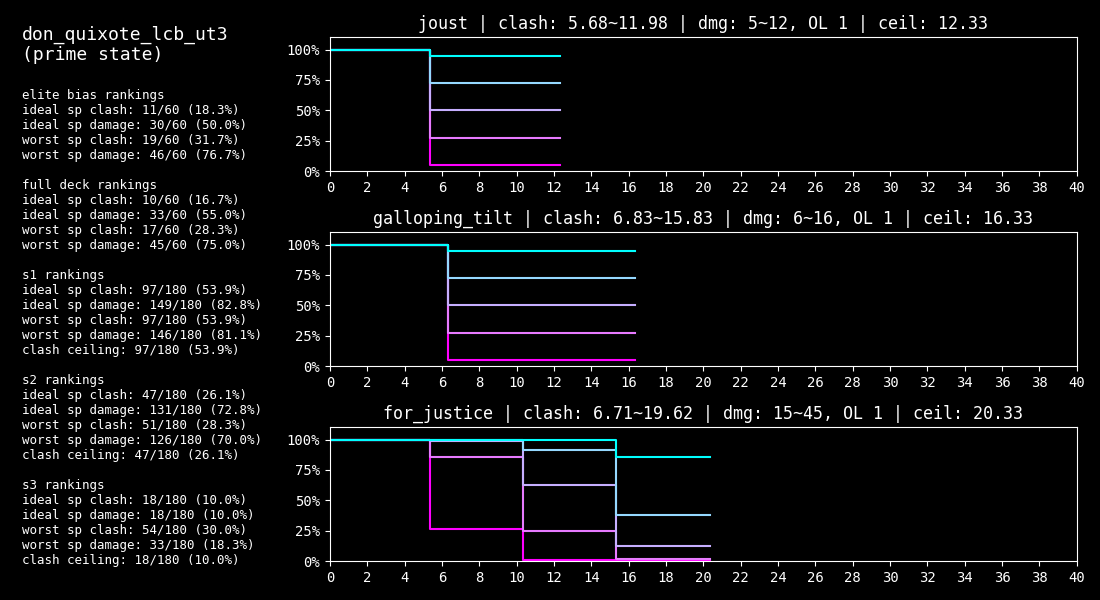 don_quixote_lcb_ut3
(prime state)
elite bias rankings
ideal sp clash: 11/60 (18.3%)
ideal sp damage: 30/60 (50.0%)
worst sp clash: 19/60 (31.7%)
worst sp damage: 46/60 (76.7%)
full deck rankings
ideal sp clash: 10/60 (16.7%)
ideal sp damage: 33/60 (55.0%)
worst sp clash: 17/60 (28.3%)
worst sp damage: 45/60 (75.0%)
s1 rankings
ideal sp clash: 97/180 (53.9%)
ideal sp damage: 149/180 (82.8%)
worst sp clash: 97/180 (53.9%)
worst sp damage: 146/180 (81.1%)
clash ceiling: 97/180 (53.9%)
s2 rankings
ideal sp clash: 47/180 (26.1%)
ideal sp damage: 131/180 (72.8%)
worst sp clash: 51/180 (28.3%)
worst sp damage: 126/180 (70.0%)
clash ceiling: 47/180 (26.1%)
s3 rankings
ideal sp clash: 18/180 (10.0%)
ideal sp damage: 18/180 (10.0%)
worst sp clash: 54/180 (30.0%)
worst sp damage: 33/180 (18.3%)
clash ceiling: 18/180 (10.0%)
joust | clash: 5.68~11.98 | dmg: 5~12, OL 1 | ceil: 12.33
100%
75%
50%
25%
0%
0 2 4 6 8 10 12 14 16 18 20 22 24 26 28 30 32 34 36 38 40
galloping_tilt | clash: 6.83~15.83 | dmg: 6~16, OL 1 | ceil: 16.33
100%
75%
50%
25%
0%
0 2 4 6 8 10 12 14 16 18 20 22 24 26 28 30 32 34 36 38 40
for_justice | clash: 6.71~19.62 | dmg: 15~45, OL 1 | ceil: 20.33
100%
75%
50%
25%
0%
0 2 4 6 8 10 12 14 16 18 20 22 24 26 28 30 32 34 36 38 40